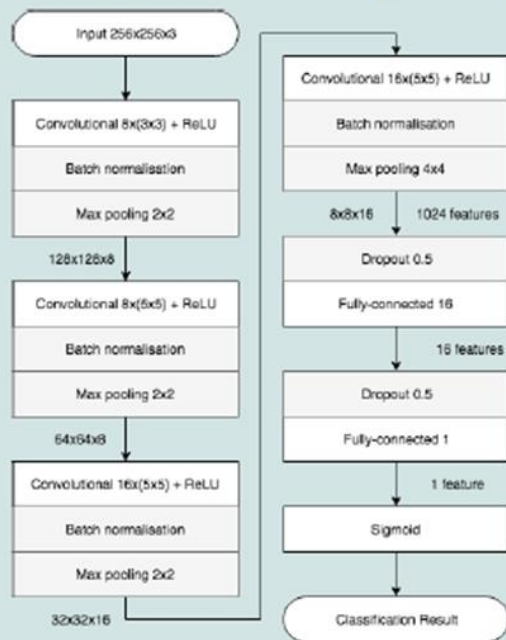 Input 256x256x3
Convolutional 8x(3x3) + ReLU
Batch normalisation
Max pooling 2x2
128x128x8
Convolutional 8x(5x5) + ReLU
Batch normalisation
Max pooling 2x2
64x64x8
Convolutional 16x(5x5) + ReLU
Batch normalisation
Max pooling 2x2
32x32x16
Convolutional 16x(5x5) + ReLU
Batch normalisation
Max pooling 4x4
8x8x16 1024 features
Dropout 0.5
Fully-connected 16
16 features
Dropout 0.5
Fully-connected 1
1 feature
Sigmoid
Classification Result